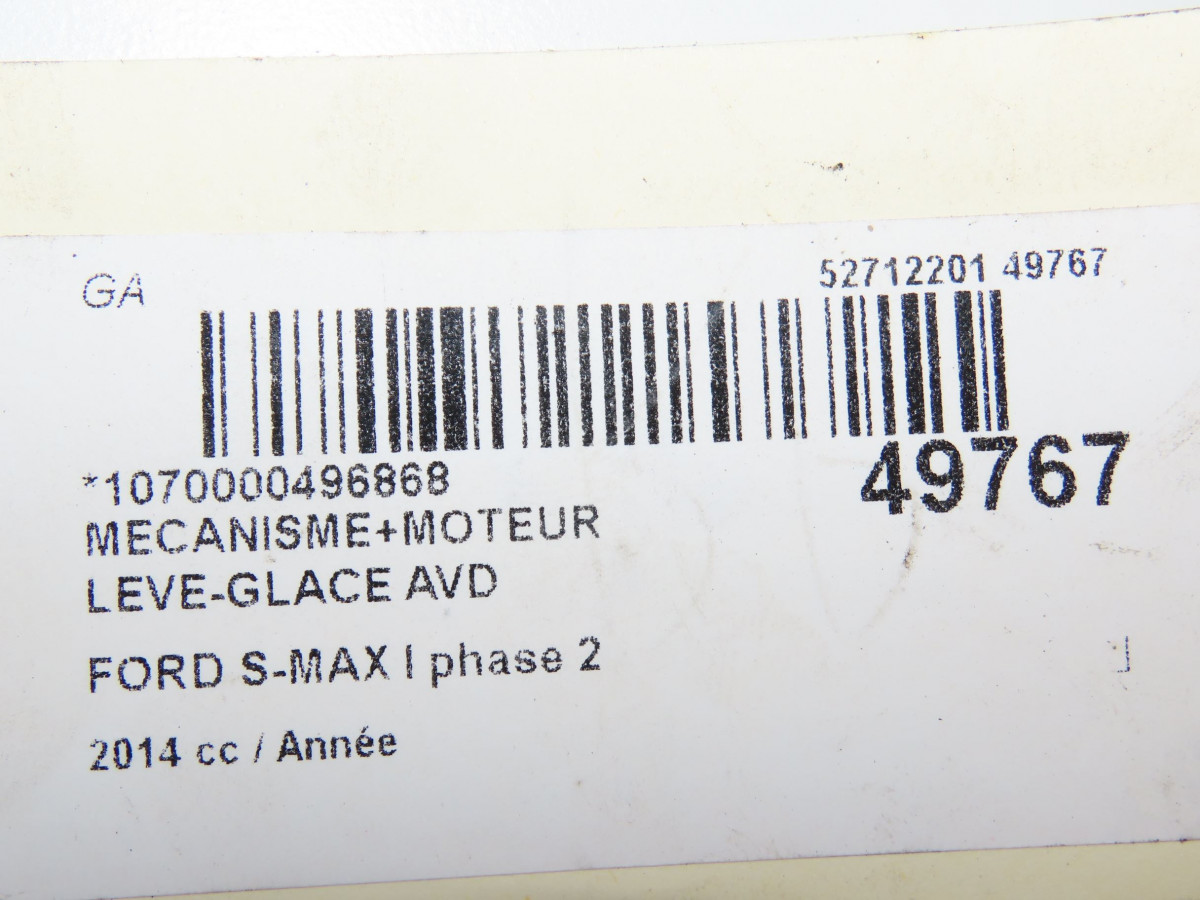 GA
52712201 49767
*1070000496868
49767
MECANISME+MOTEUR
LEVE-GLACE AVD
FORD S-MAX I phase 2
2014 cc / Année